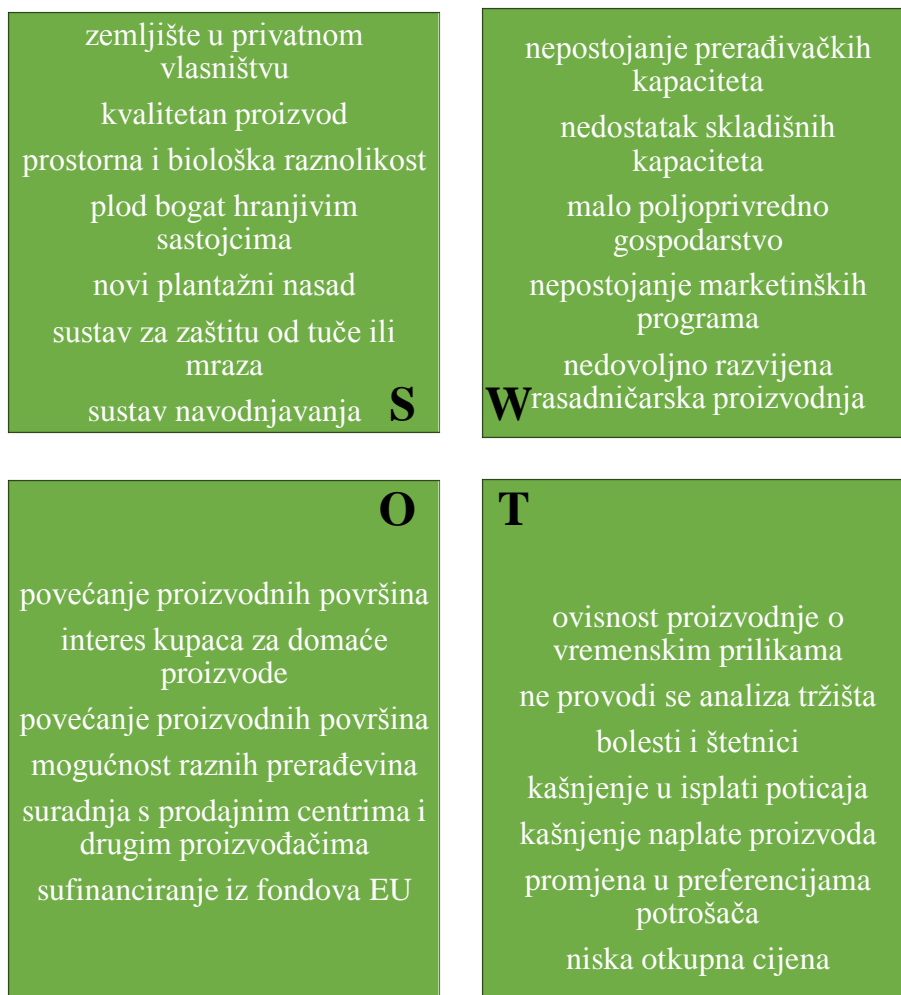 zemljište u privatnom
vlasništvu
kvalitetan proizvod
prostorna i biološka raznolikost
plod bogat hranjivim
sastojcima
novi plantažni nasad
sustav za zaštitu od tuče ili
mraza
sustav navodnjavanja
S
nepostojanje prerađivačkih
kapaciteta
nedostatak skladišnih
kapaciteta
malo poljoprivredno
gospodarstvo
nepostojanje marketinških
programa
nedovoljno razvijena
rasadničarska proizvodnja
W
O
povećanje proizvodnih površina
interes kupaca za domaće
proizvode
povećanje proizvodnih površina
mogućnost raznih prerađevina
suradnja s prodajnim centrima i
drugim proizvođačima
sufinanciranje iz fondova EU
T
ovisnost proizvodnje o
vremenskim prilikama
ne provodi se analiza tržišta
bolesti i štetnici
kašnjenje u isplati poticaja
kašnjenje naplate proizvoda
promjena u preferencijama
potrošača
niska otkupna cijena